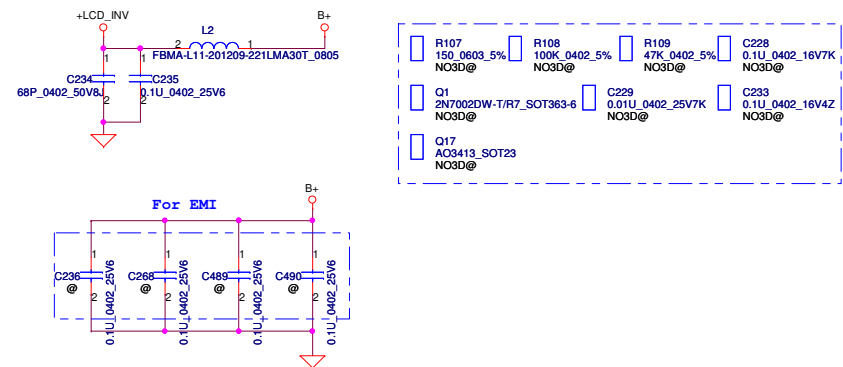 +LCD_INV
B+
L2
2
1
FBMA-L11-201209-221LMA30T_0805
1
1
C234
C235
68P_0402_50V8J
0.1U_0402_25V6
2
2
R107
150_0603_5%
NO3D@
R108
100K_0402_5%
NO3D@
R109
47K_0402_5%
NO3D@
C228
0.1U_0402_16V7K
NO3D@
Q1
2N7002DW-T/R7_SOT363-6
NO3D@
C229
0.01U_0402_25V7K
NO3D@
C233
0.1U_0402_16V4Z
NO3D@
Q17
AO3413_SOT23
NO3D@
For EMI
B+
1
C236
@
2
0.1U_0402_25V6
1
C268
@
2
0.1U_0402_25V6
1
C489
@
2
0.1U_0402_25V6
1
C490
@
2
0.1U_0402_25V6